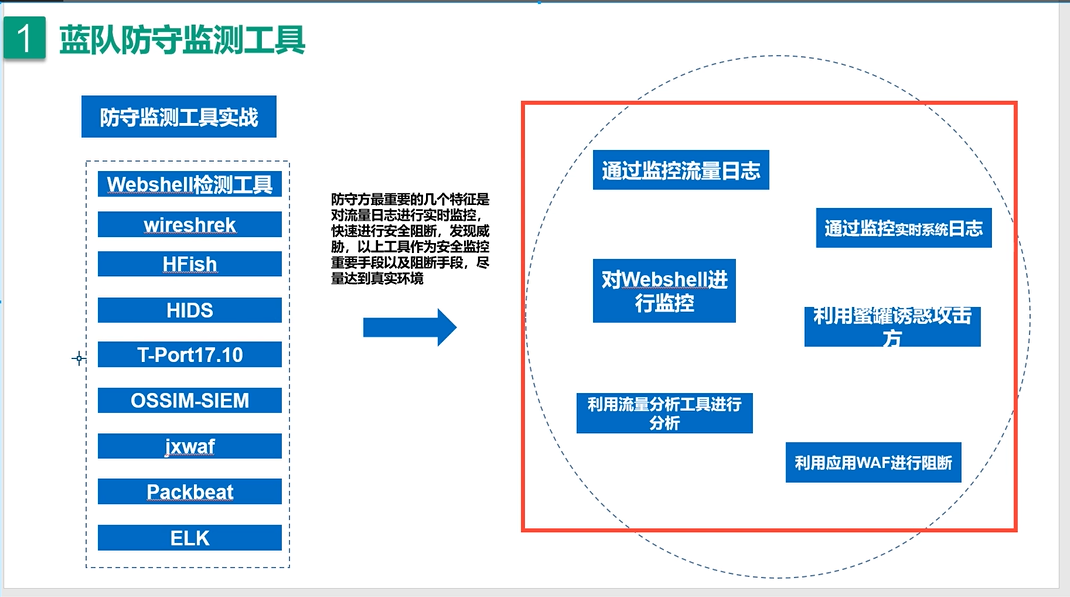 1
蓝队防守监测工具
防守监测工具实战
Webshell检测工具
wireshrek
HFish
HIDS
T-Port17.10
OSSIM-SIEM
jxwaf
Packbeat
ELK
防守方最重要的几个特征是
对流量日志进行实时监控，
快速进行安全阻断，发现威
胁，以上工具作为安全监控
重要手段以及阻断手段，尽
量达到真实环境
通过监控流量日志
通过监控实时系统日志
对Webshell进
行监控
利用蜜罐诱惑攻击
方
利用流量分析工具进行
分析
利用应用WAF进行阻断